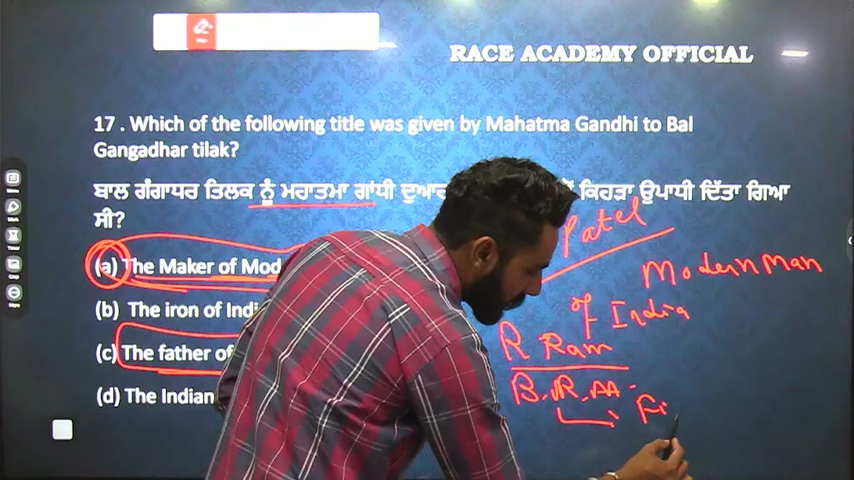 RACE ACADEMY OFFICIAL
17 . Which of the following title was given by Mahatma Gandhi to Bal
Gangadhar tilak?
ਬਾਲ ਗੰਗਾਧਰ ਤਿਲਕ ਨੂੰ ਮਹਾਤਮਾ ਗਾਂਧੀ ਦੁਆਰ ਕਿਹੜਾ ਉਪਾਧੀ ਦਿੱਤਾ ਗਿਆ
ਸੀ?
Patel
(a) The Maker of Mod
Modern man
(b) The iron of Indi
of India
(c) The father of
R Ram
(d) The Indian
B.R.A